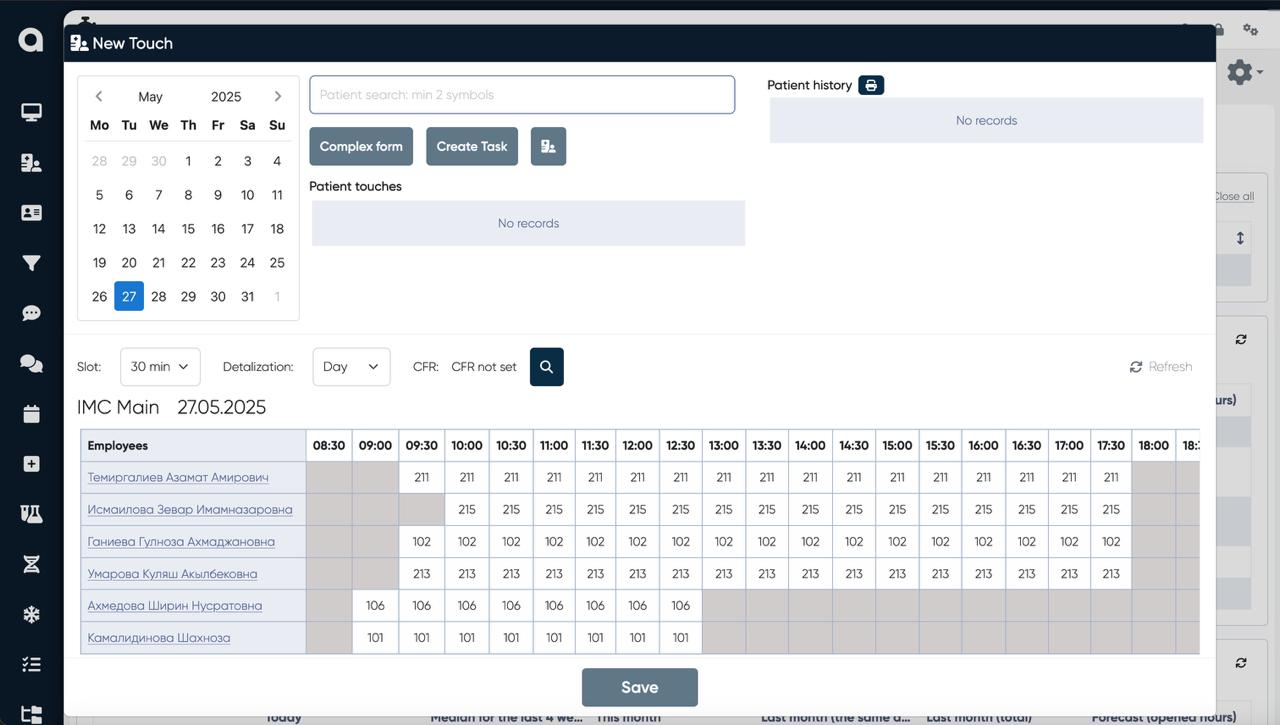 New Touch
May 2025
Mo Tu We Th Fr Sa Su
28 29 30 1 2 3 4
5 6 7 8 9 10 11
12 13 14 15 16 17 18
19 20 21 22 23 24 25
26 27 28 29 30 31 1
Patient search: min 2 symbols
Complex form Create Task
Patient touches
No records
Patient history
No records
Close all
Slot: 30 min Detalization: Day CFR: CFR not set Refresh
IMC Main 27.05.2025
urs)
Employees 08:30 09:00 09:30 10:00 10:30 11:00 11:30 12:00 12:30 13:00 13:30 14:00 14:30 15:00 15:30 16:00 16:30 17:00 17:30 18:00 18:
Темиргалиев Азамат Амирович 211 211 211 211 211 211 211 211 211 211 211 211 211 211 211 211 211
Исмаилова Зевар Имамназаровна 215 215 215 215 215 215 215 215 215 215 215 215 215 215 215 215
Ганиева Гулноза Ахмаджановна 102 102 102 102 102 102 102 102 102 102 102 102 102 102 102 102 102
Умарова Куляш Акылбековна 213 213 213 213 213 213 213 213 213 213 213 213 213 213 213 213 213
Ахмедова Ширин Нусратовна 106 106 106 106 106 106 106 106
Камалидинова Шахноза 101 101 101 101 101 101 101 101
Save
Today Median for the last 4 we... This month Last month (the same d... Last month (total) Forecast (opened hours)